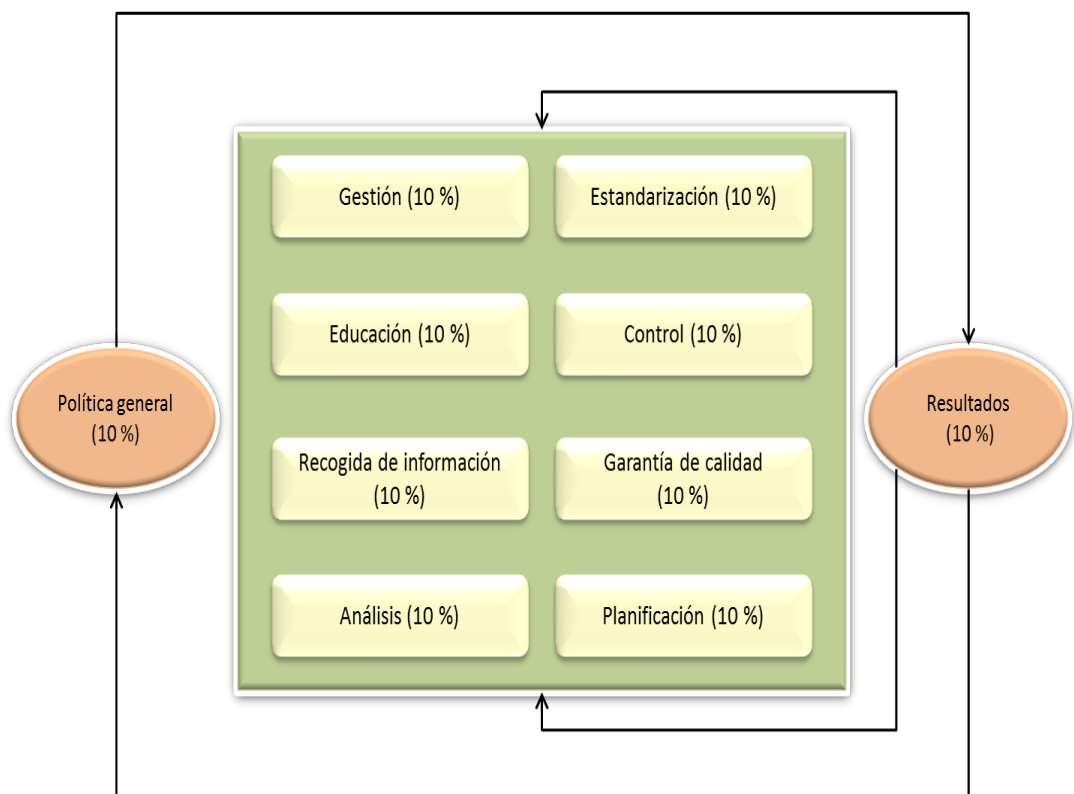 Gestión (10 %)
Estandarización (10 %)
Educación (10 %)
Control (10 %)
Política general
(10 %)
Resultados
(10 %)
Recogida de información
(10 %)
Garantía de calidad
(10 %)
Análisis (10 %)
Planificación (10 %)